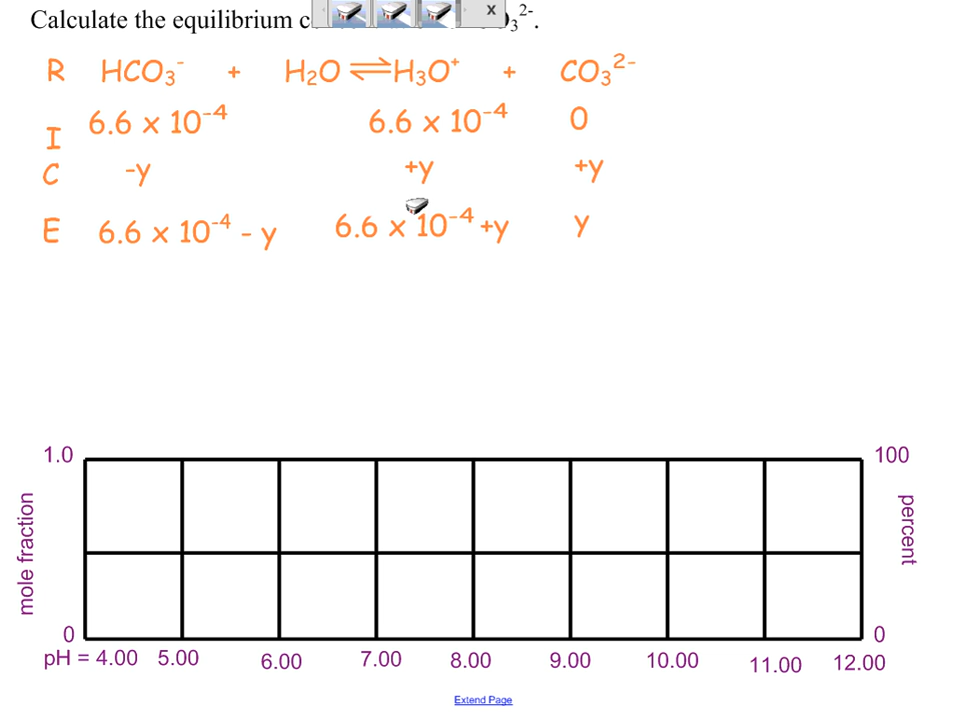 Calculate the equilibrium c x O₃²⁻.
R HCO₃⁻ + H₂O ⇌ H₃O⁺ + CO₃²⁻
I 6.6 x 10⁻⁴ 6.6 x 10⁻⁴ 0
C -y +y +y
E 6.6 x 10⁻⁴ - y 6.6 x 10⁻⁴ +y y
1.0 100
mole fraction
percent
0 0
pH = 4.00 5.00 6.00 7.00 8.00 9.00 10.00 11.00 12.00
Extend Page